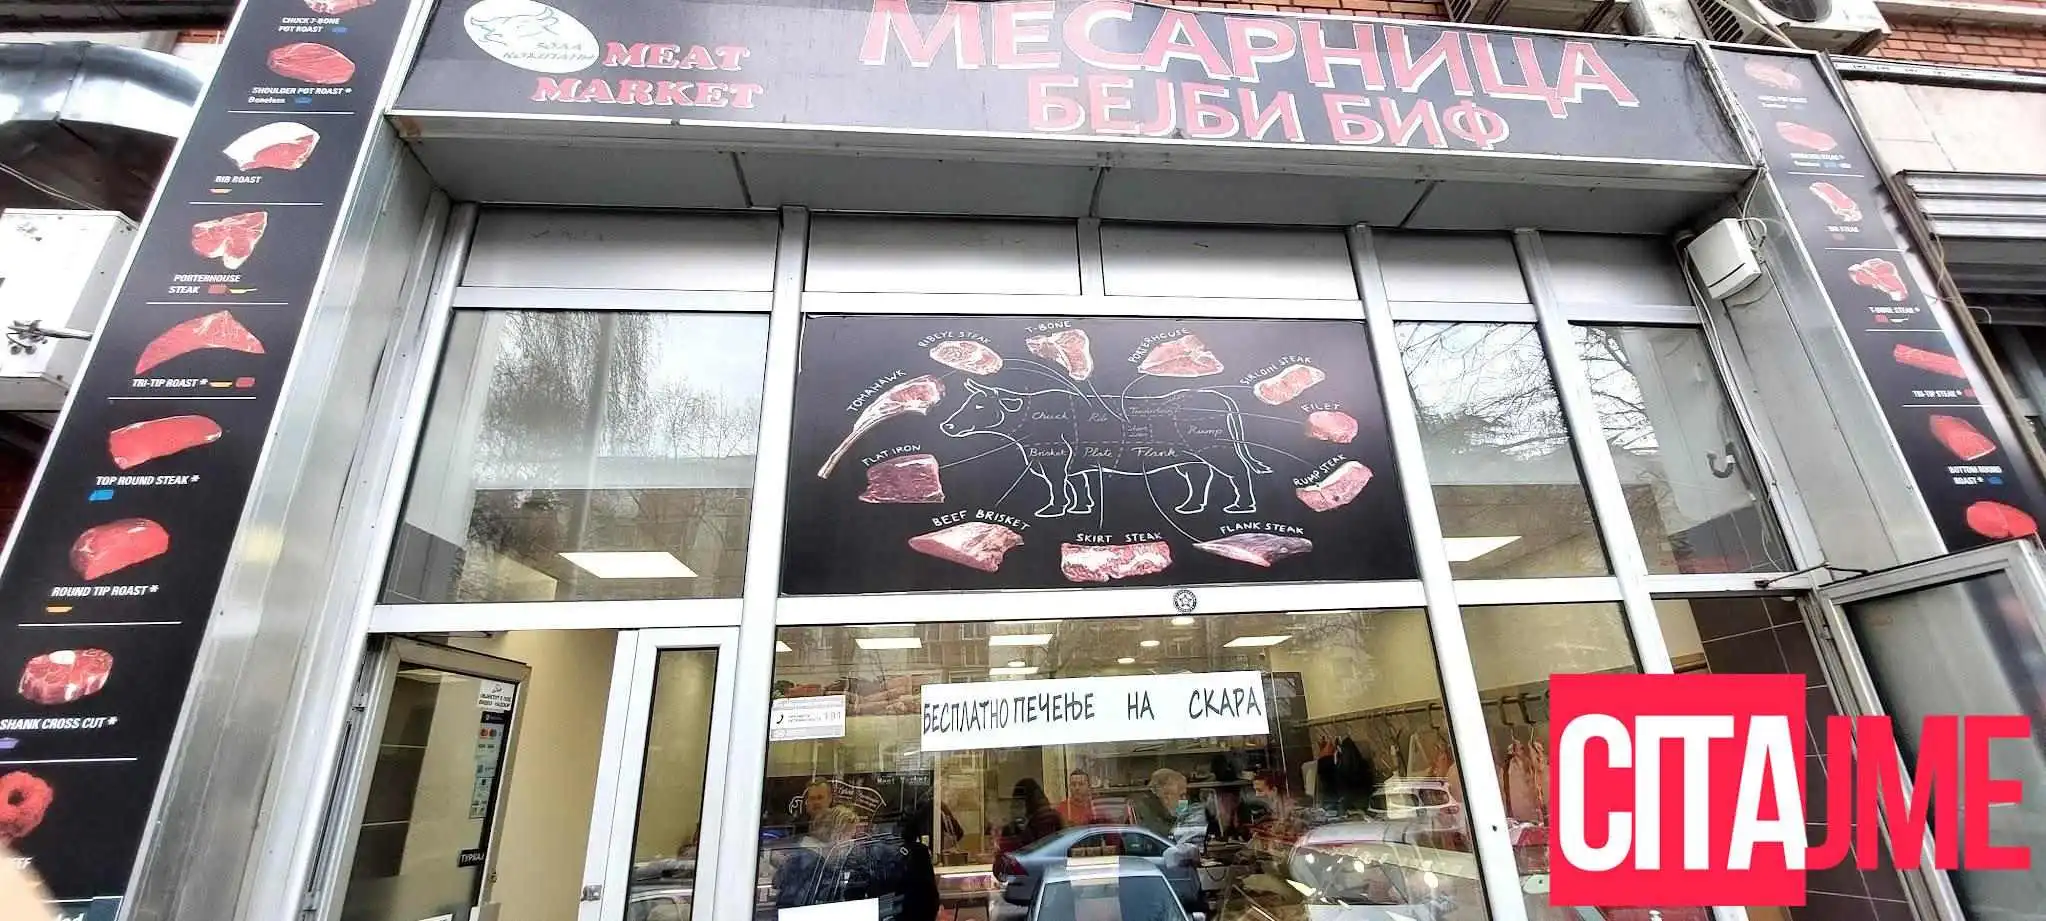 CHUCK 7-BONE
POT ROAST
SHOULDER POT ROAST *
Boneless
RIB ROAST
PORTERHOUSE
STEAK
TRI-TIP ROAST *
TOP ROUND STEAK *
ROUND TIP ROAST *
SHANK CROSS CUT *
КОМПАНИ
MEAT
MARKET
МЕСАРНИЦА
БЕЈБИ БИФ
TOMAHAWK
RIBEYE STEAK
T-BONE
PORTERHOUSE
SIRLOIN STEAK
FILET
RUMP STEAK
FLANK STEAK
SKIRT STEAK
BEEF BRISKET
FLAT IRON
Chuck
Rib
Tenderloin
Rump
Brisket
Plate
Flank
БЕСПЛАТНО ПЕЧЕЊЕ НА СКАРА
T-BONE STEAK *
TRI-TIP STEAK *
BOTTOM ROUND
ROAST *
CITAJME